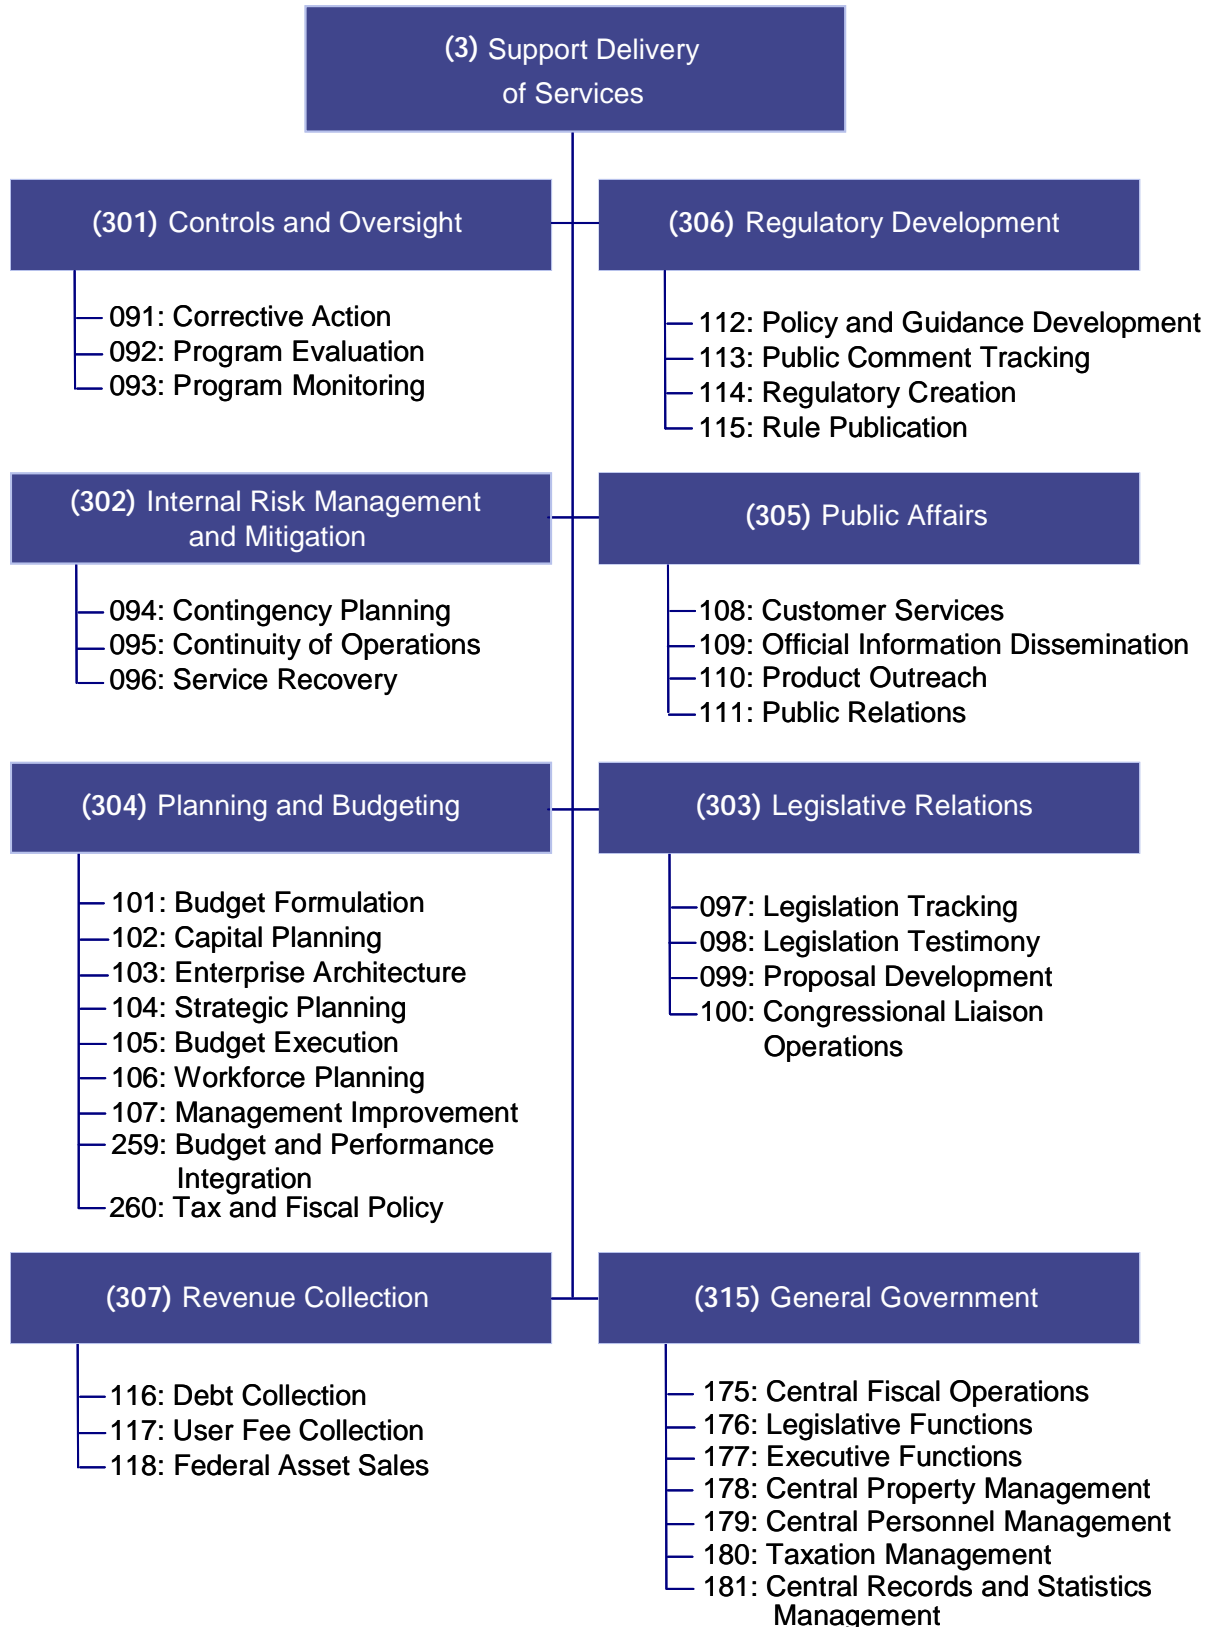 (3) Support Delivery
of Services
(301) Controls and Oversight
091: Corrective Action
092: Program Evaluation
093: Program Monitoring
(306) Regulatory Development
112: Policy and Guidance Development
113: Public Comment Tracking
114: Regulatory Creation
115: Rule Publication
(302) Internal Risk Management
and Mitigation
094: Contingency Planning
095: Continuity of Operations
096: Service Recovery
(305) Public Affairs
108: Customer Services
109: Official Information Dissemination
110: Product Outreach
111: Public Relations
(304) Planning and Budgeting
101: Budget Formulation
102: Capital Planning
103: Enterprise Architecture
104: Strategic Planning
105: Budget Execution
106: Workforce Planning
107: Management Improvement
259: Budget and Performance
Integration
260: Tax and Fiscal Policy
(303) Legislative Relations
097: Legislation Tracking
098: Legislation Testimony
099: Proposal Development
100: Congressional Liaison
Operations
(307) Revenue Collection
116: Debt Collection
117: User Fee Collection
118: Federal Asset Sales
(315) General Government
175: Central Fiscal Operations
176: Legislative Functions
177: Executive Functions
178: Central Property Management
179: Central Personnel Management
180: Taxation Management
181: Central Records and Statistics
Management